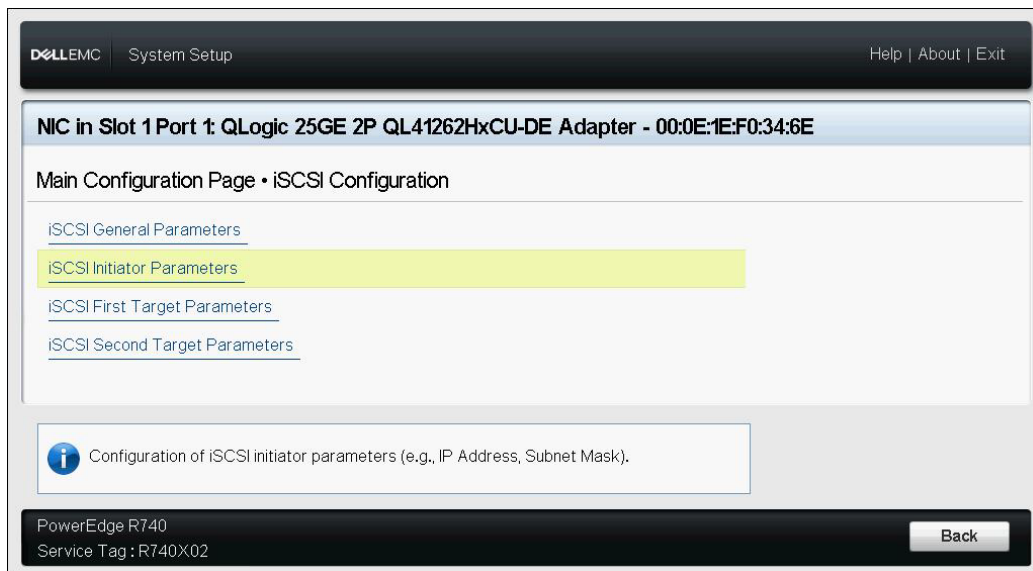 DELLEMC System Setup Help | About | Exit
NIC in Slot 1 Port 1: QLogic 25GE 2P QL41262HxCU-DE Adapter - 00:0E:1E:F0:34:6E
Main Configuration Page • iSCSI Configuration
iSCSI General Parameters
iSCSI Initiator Parameters
iSCSI First Target Parameters
iSCSI Second Target Parameters
Configuration of iSCSI initiator parameters (e.g., IP Address, Subnet Mask).
PowerEdge R740
Service Tag : R740X02
Back